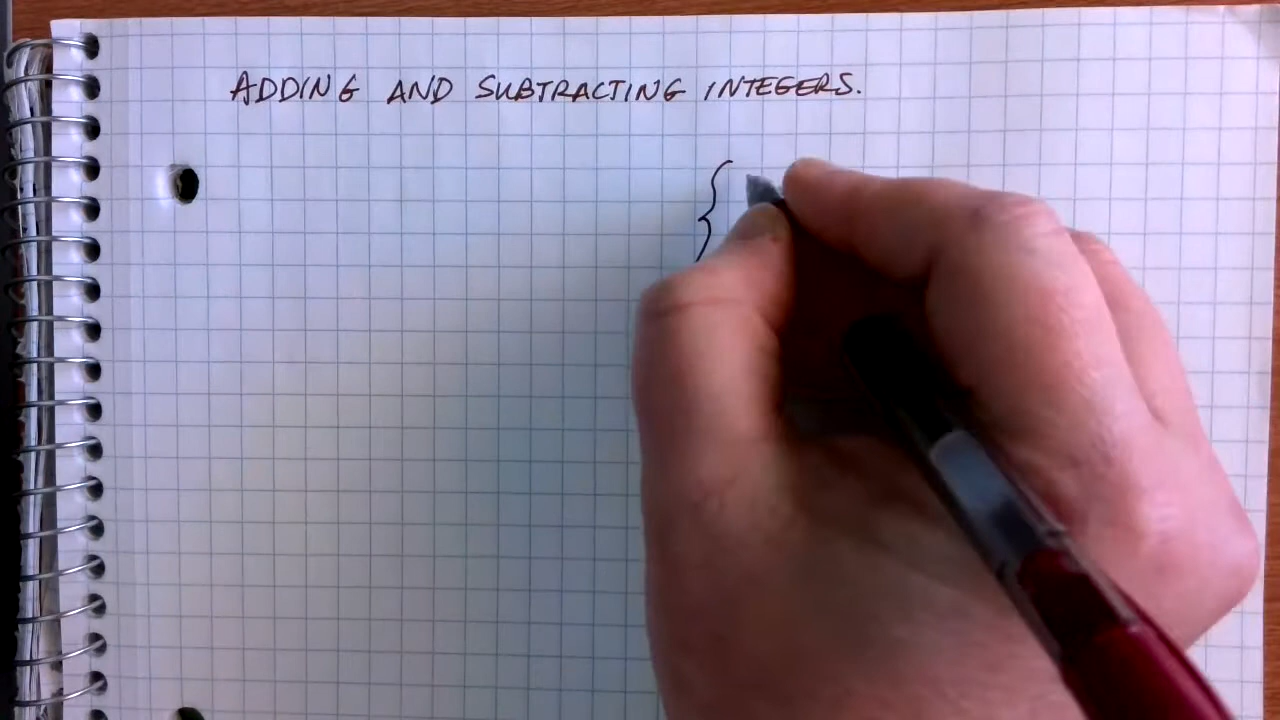 ADDING AND SUBTRACTING INTEGERS.
{